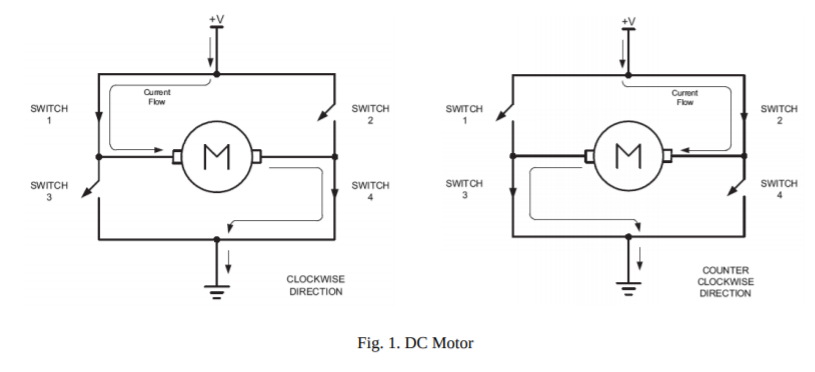 +V
Current
Flow
SWITCH
1
SWITCH
2
M
SWITCH
3
SWITCH
4
CLOCKWISE
DIRECTION
+V
Current
Flow
SWITCH
1
SWITCH
2
M
SWITCH
3
SWITCH
4
COUNTER
CLOCKWISE
DIRECTION
Fig. 1. DC Motor